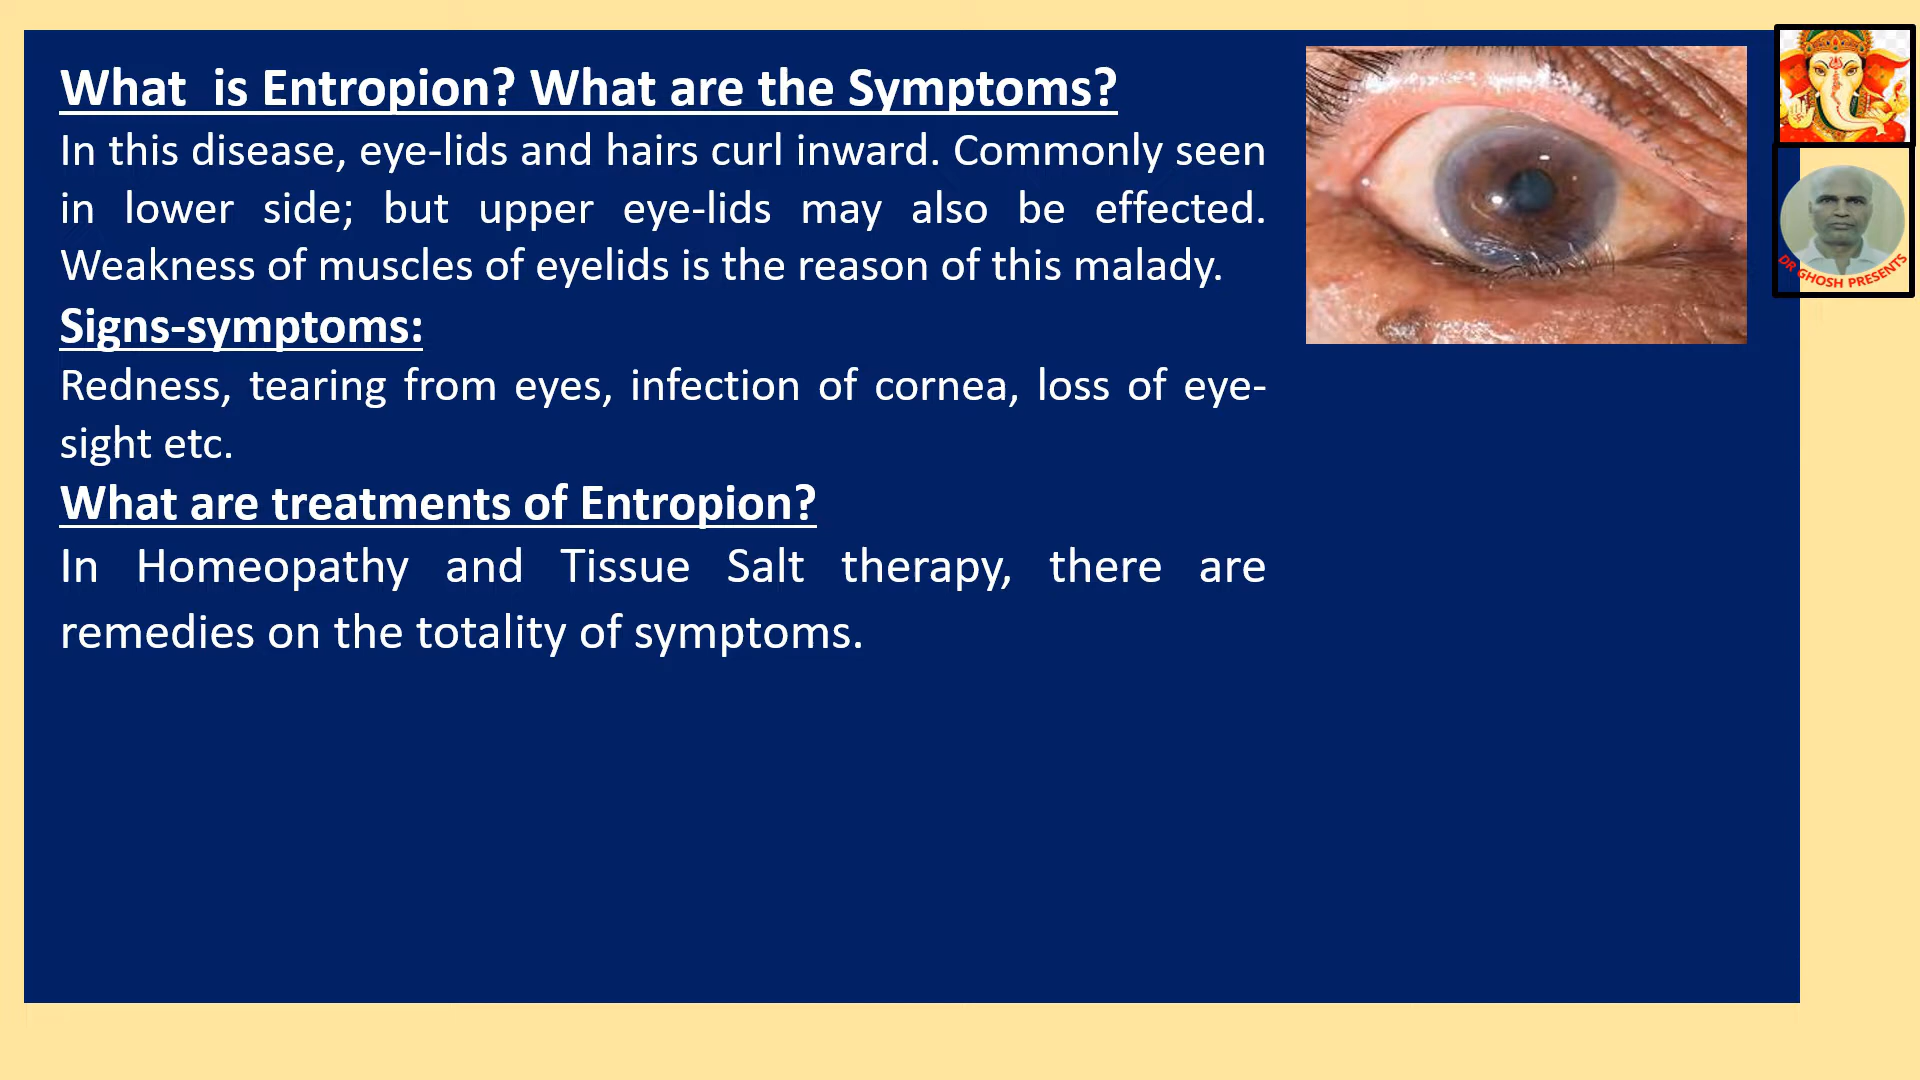 What  is Entropion? What are the Symptoms?
In this disease, eye-lids and hairs curl inward. Commonly seen
in lower side; but upper eye-lids may also be effected.
Weakness of muscles of eyelids is the reason of this malady.
Signs-symptoms:
Redness, tearing from eyes, infection of cornea, loss of eye-
sight etc.
What are treatments of Entropion?
In Homeopathy and Tissue Salt therapy, there are
remedies on the totality of symptoms.
DR GHOSH PRESENTS